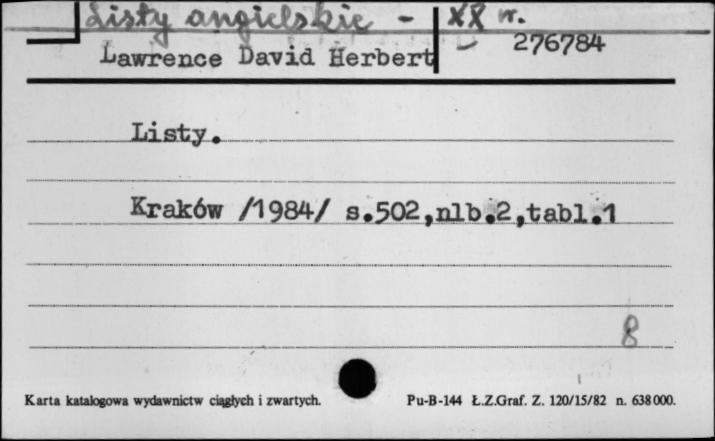 Listy angielskie - XX w.
276784
Lawrence David Herbert
Listy.
Kraków /1984/ s.502,nlb.2,tabl.1
8
Karta katalogowa wydawnictw ciągłych i zwartych. Pu-B-144 Ł.Z.Graf. Z. 120/15/82 n. 638000.